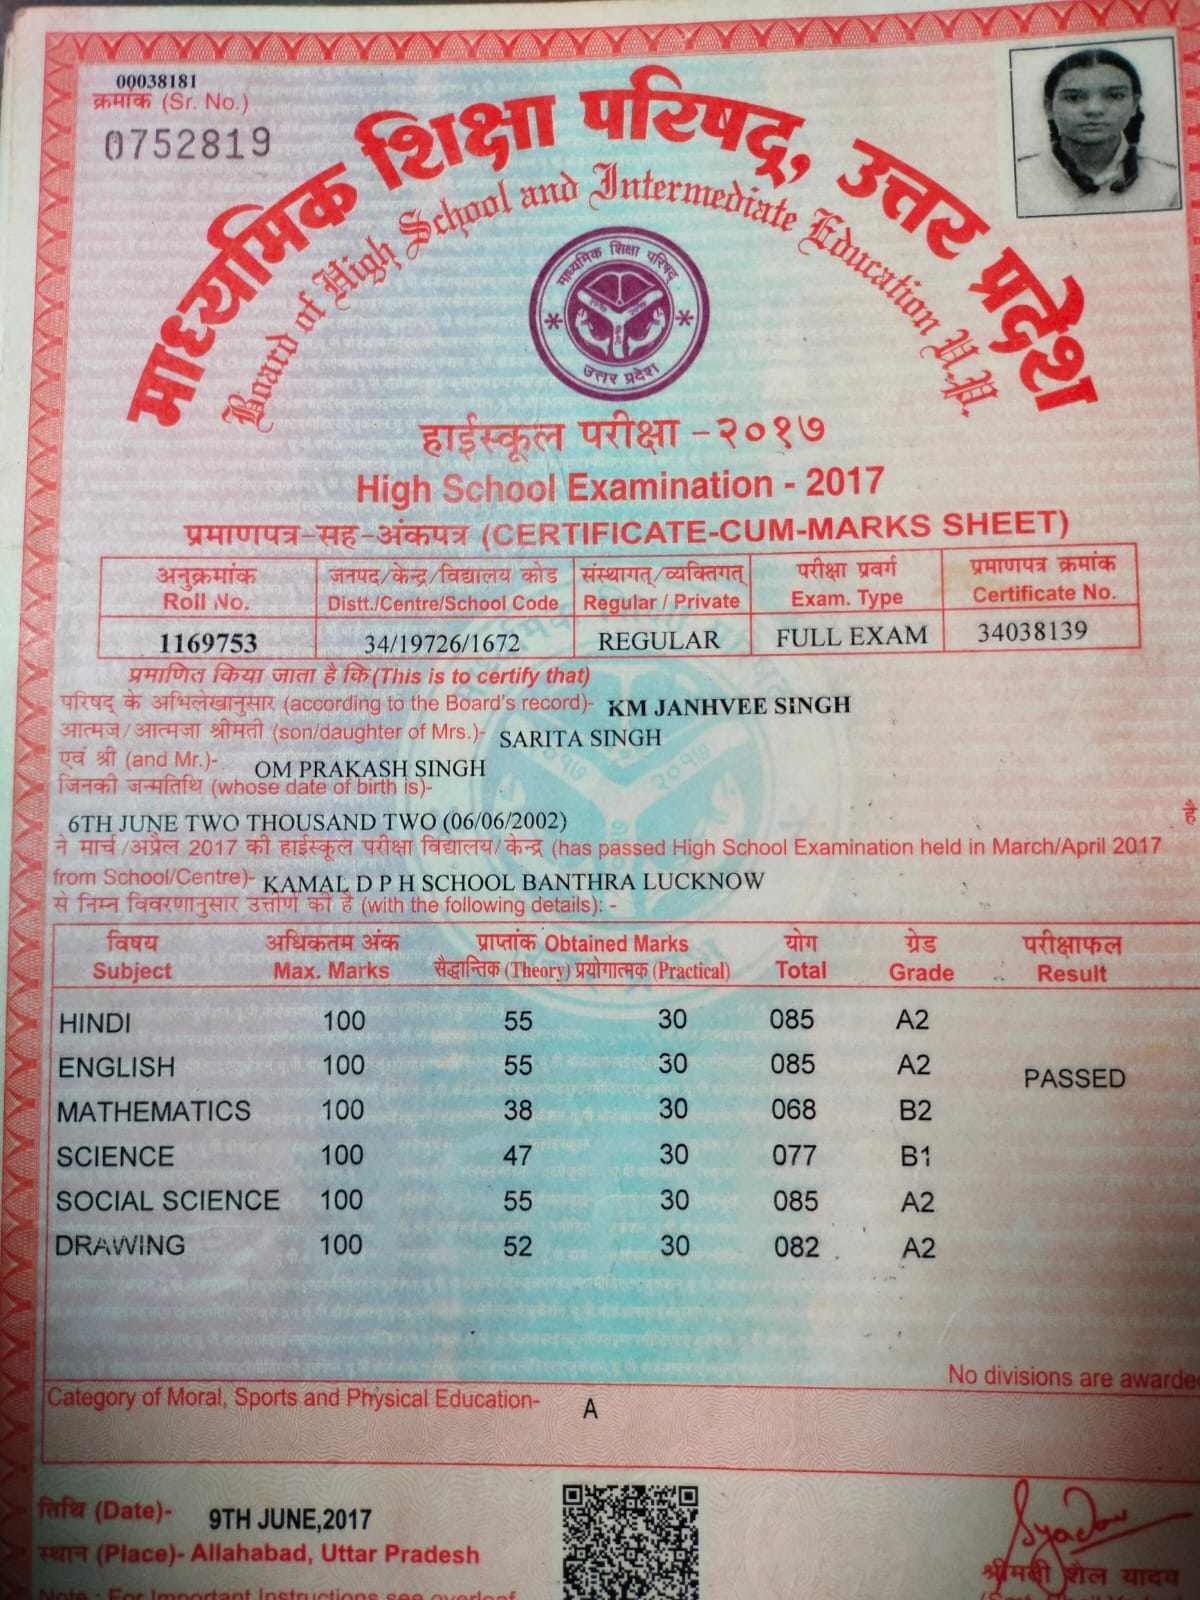 00038181
क्रमांक (Sr. No.)
0752819
माध्यमिक शिक्षा परिषद्, उत्तर प्रदेश
Board of High School and Intermediate Education U.P.
माध्यमिक शिक्षा परिषद्
उत्तर प्रदेश
हाईस्कूल परीक्षा - २०१७
High School Examination - 2017
प्रमाणपत्र-सह-अंकपत्र (CERTIFICATE-CUM-MARKS SHEET)
अनुक्रमांक जनपद/केन्द्र/विद्यालय कोड संस्थागत्/व्यक्तिगत् परीक्षा प्रवर्ग प्रमाणपत्र क्रमांक
Roll No. Distt./Centre/School Code Regular / Private Exam. Type Certificate No.
1169753 34/19726/1672 REGULAR FULL EXAM 34038139
प्रमाणित किया जाता है कि (This is to certify that)
परिषद् के अभिलेखानुसार (according to the Board's record)- KM JANHVEE SINGH
आत्मज/आत्मजा श्रीमती (son/daughter of Mrs.)- SARITA SINGH
एवं श्री (and Mr.)- OM PRAKASH SINGH
जिनकी जन्मतिथि (whose date of birth is)-
6TH JUNE TWO THOUSAND TWO (06/06/2002) है
ने मार्च/अप्रैल 2017 की हाईस्कूल परीक्षा विद्यालय/केन्द्र (has passed High School Examination held in March/April 2017
from School/Centre)- KAMAL D P H SCHOOL BANTHRA LUCKNOW
से निम्न विवरणानुसार उत्तीर्ण की है (with the following details): -
विषय अधिकतम अंक प्राप्तांक Obtained Marks योग ग्रेड परीक्षाफल
Subject Max. Marks सैद्धान्तिक (Theory) प्रयोगात्मक (Practical) Total Grade Result
HINDI 100 55 30 085 A2
ENGLISH 100 55 30 085 A2 PASSED
MATHEMATICS 100 38 30 068 B2
SCIENCE 100 47 30 077 B1
SOCIAL SCIENCE 100 55 30 085 A2
DRAWING 100 52 30 082 A2
No divisions are awarde
Category of Moral, Sports and Physical Education- A
तिथि (Date)- 9TH JUNE,2017
स्थान (Place)- Allahabad, Uttar Pradesh
श्रीमती शैल यादव
Note : For Important Instructions see overleaf